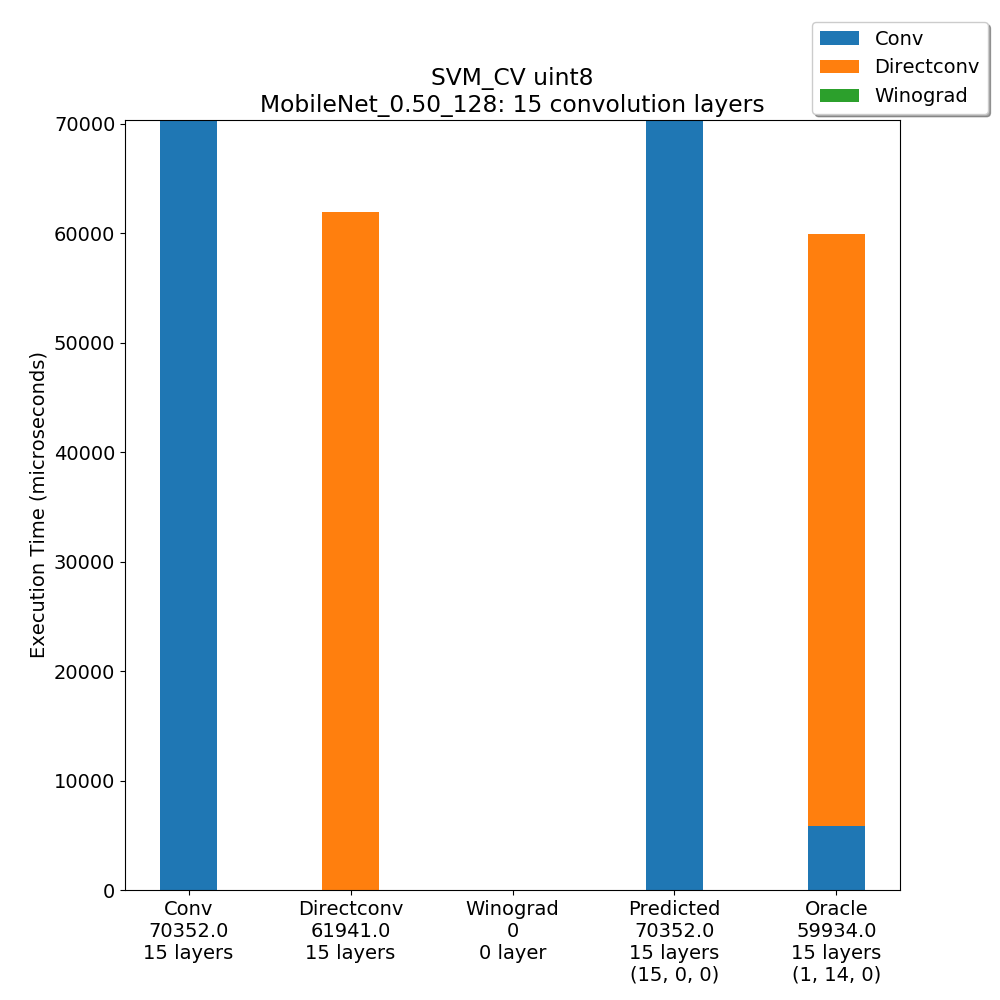 Conv
Directconv
Winograd
SVM_CV uint8
MobileNet_0.50_128: 15 convolution layers
Execution Time (microseconds)
70000
60000
50000
40000
30000
20000
10000
0
Conv
70352.0
15 layers
Directconv
61941.0
15 layers
Winograd
0
0 layer
Predicted
70352.0
15 layers
(15, 0, 0)
Oracle
59934.0
15 layers
(1, 14, 0)